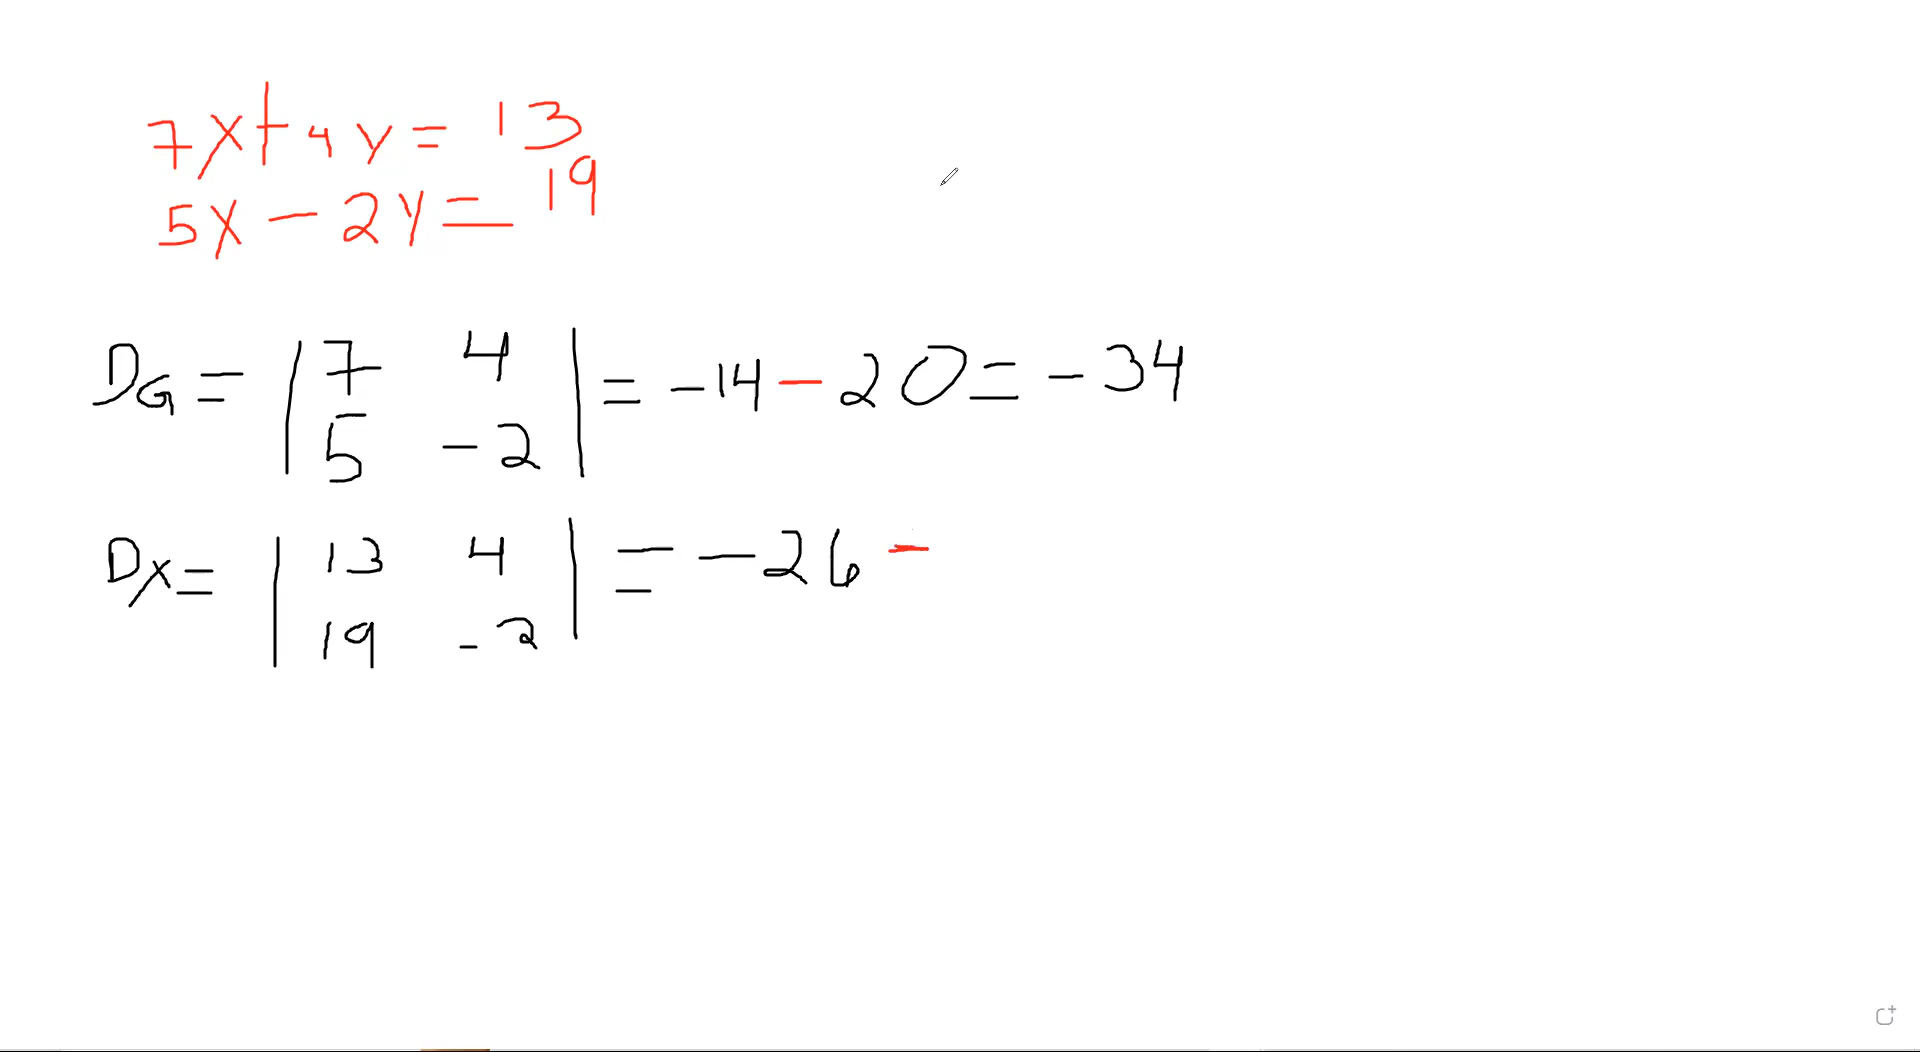 7x+4y=13
5x-2y=19
DG= | 7 4 | = -14-20=-34
| 5 -2 |
Dx= | 13 4 | = -26 -
| 19 -2 |